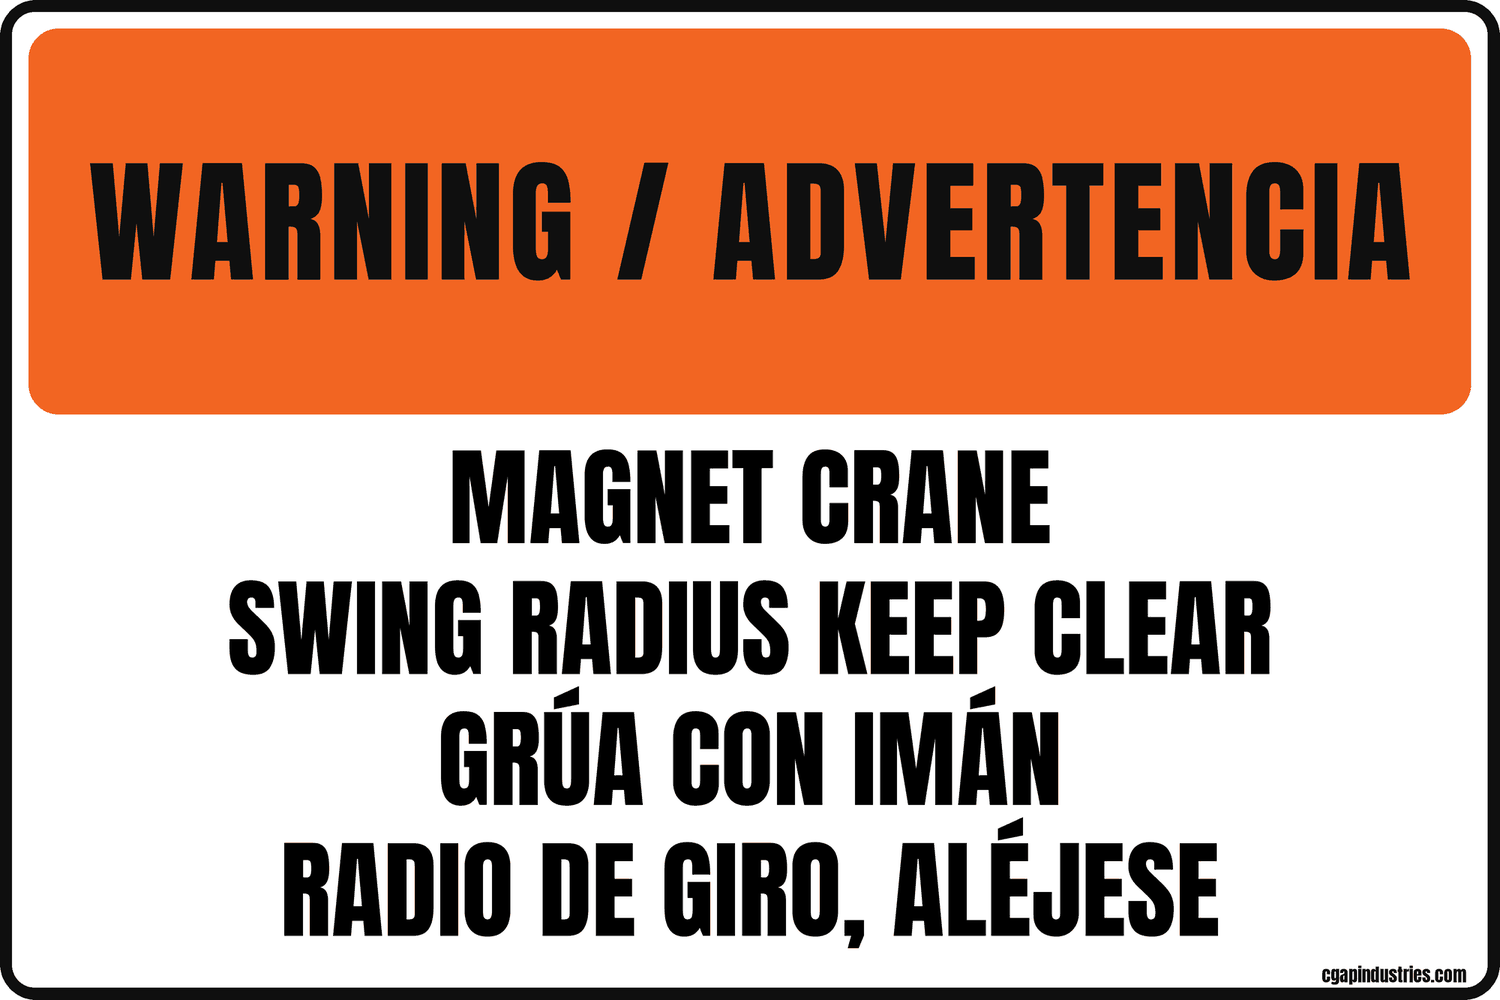 WARNING / ADVERTENCIA
MAGNET CRANE
SWING RADIUS KEEP CLEAR
GRÚA CON IMÁN
RADIO DE GIRO, ALÉJESE
cgapindustries.com